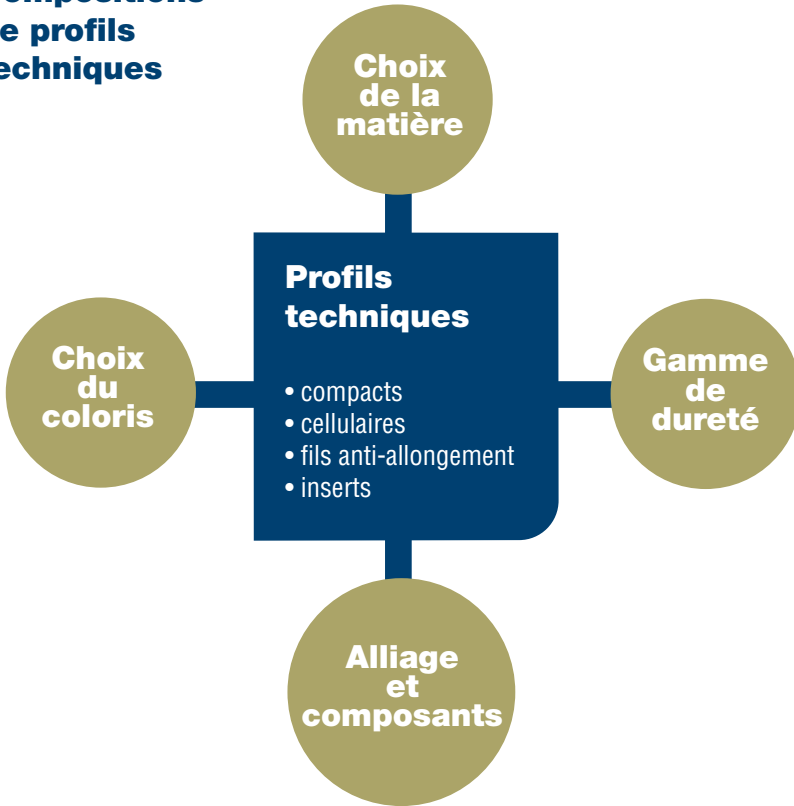 e profils
Choix
de la
matière
Profils
techniques
• compacts
• cellulaires
• fils anti-allongement
• inserts
Choix
du
coloris
Gamme
de
dureté
Alliage
et
composants